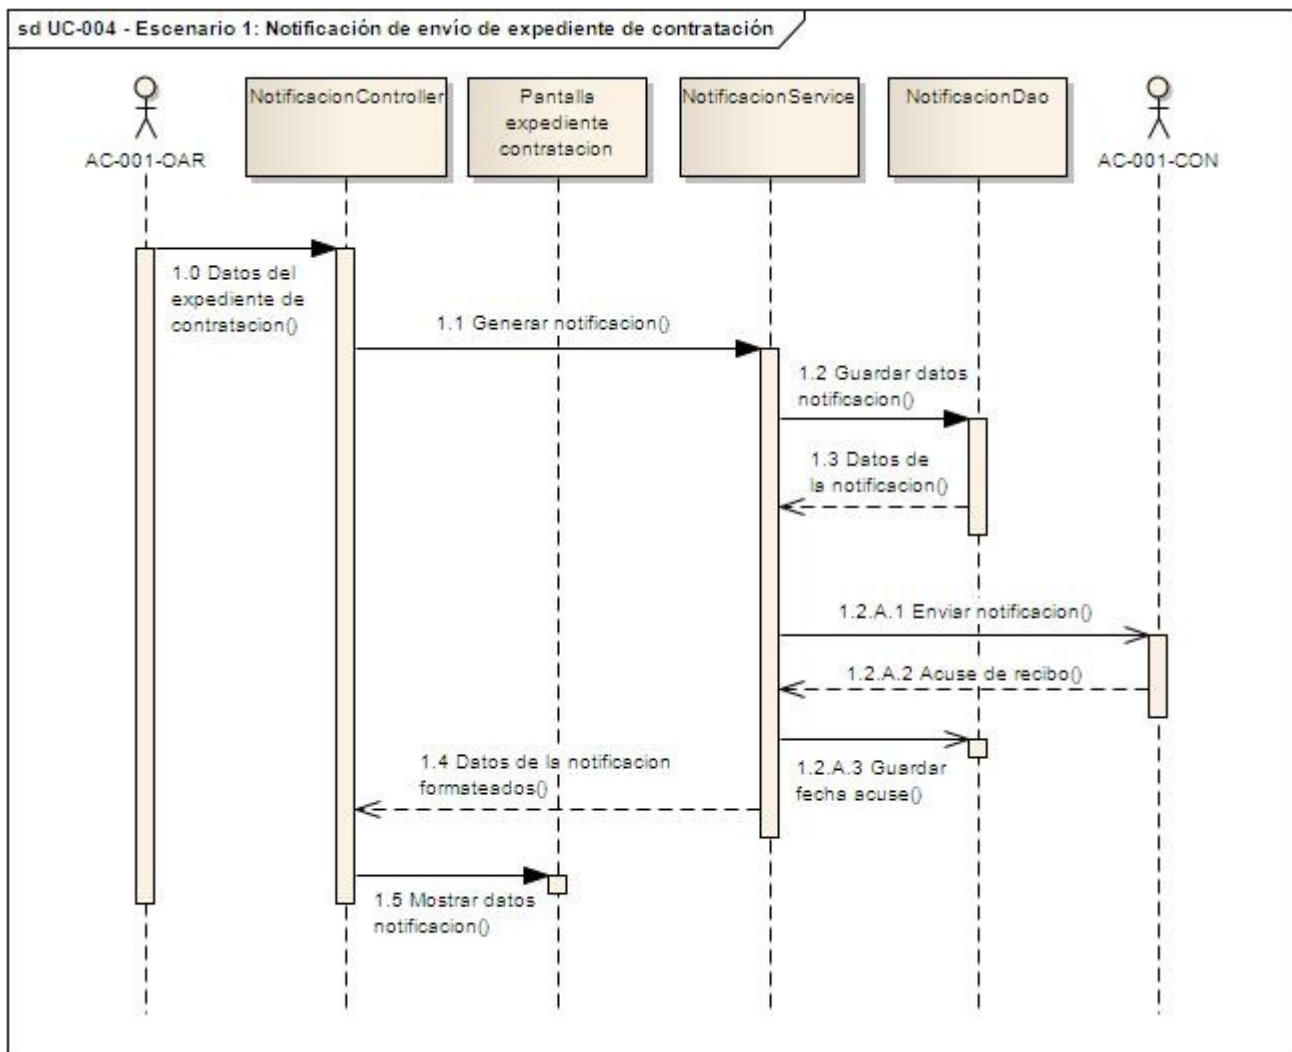 sd UC-004 - Escenario 1: Notificación de envío de expediente de contratación
AC-001-OAR
NotificacionController
Pantalla
expediente
contratacion
NotificacionService
NotificacionDao
AC-001-CON
1.0 Datos del
expediente de
contratacion()
1.1 Generar notificacion()
1.2 Guardar datos
notificacion()
1.3 Datos de
la notificacion()
1.2.A.1 Enviar notificacion()
1.2.A.2 Acuse de recibo()
1.2.A.3 Guardar
fecha acuse()
1.4 Datos de la notificacion
formateados()
1.5 Mostrar datos
notificacion()